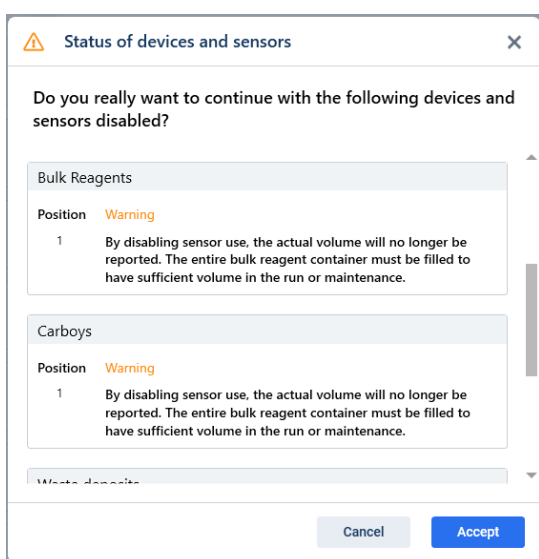 Status of devices and sensors
Do you really want to continue with the following devices and
sensors disabled?
Bulk Reagents
Position Warning
1 By disabling sensor use, the actual volume will no longer be
reported. The entire bulk reagent container must be filled to
have sufficient volume in the run or maintenance.
Carboys
Position Warning
1 By disabling sensor use, the actual volume will no longer be
reported. The entire bulk reagent container must be filled to
have sufficient volume in the run or maintenance.
Waste deposits
Cancel Accept